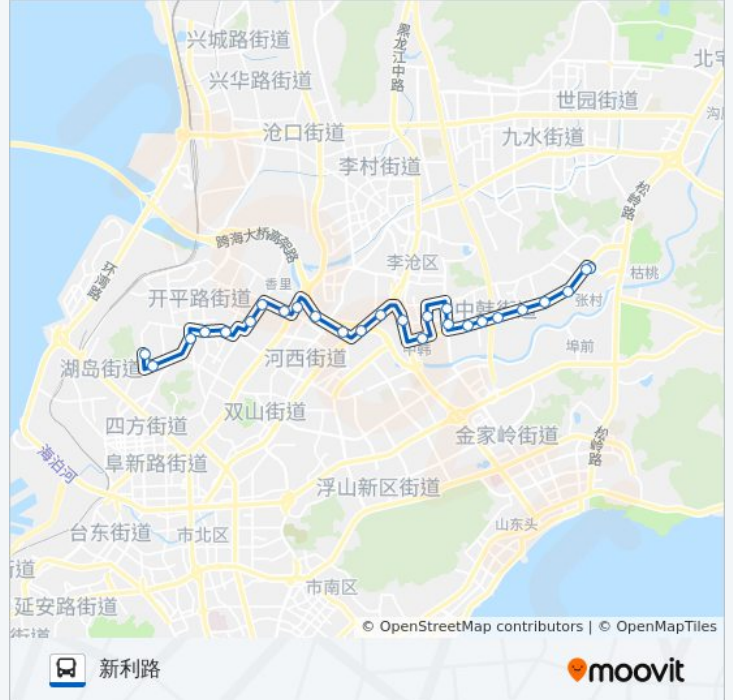 兴城路街道
黑龙江中路
北宅
兴华路街道
世园街道
沧口街道
九水街道
李村街道
松岭路
跨海大桥高架路
李沧区
环湾路
枯桃
香里
开平路街道
中韩街道
张村
湖岛街道
河西街道
中韩
埠前
双山街道
四方街道
金家岭街道
松岭路
阜新路街道
海泊河
浮山新区街道
台东街道
市北区
山东头
街道
市南区
延安路街道
街道
© OpenStreetMap contributors | © OpenMapTiles
新利路
moovit